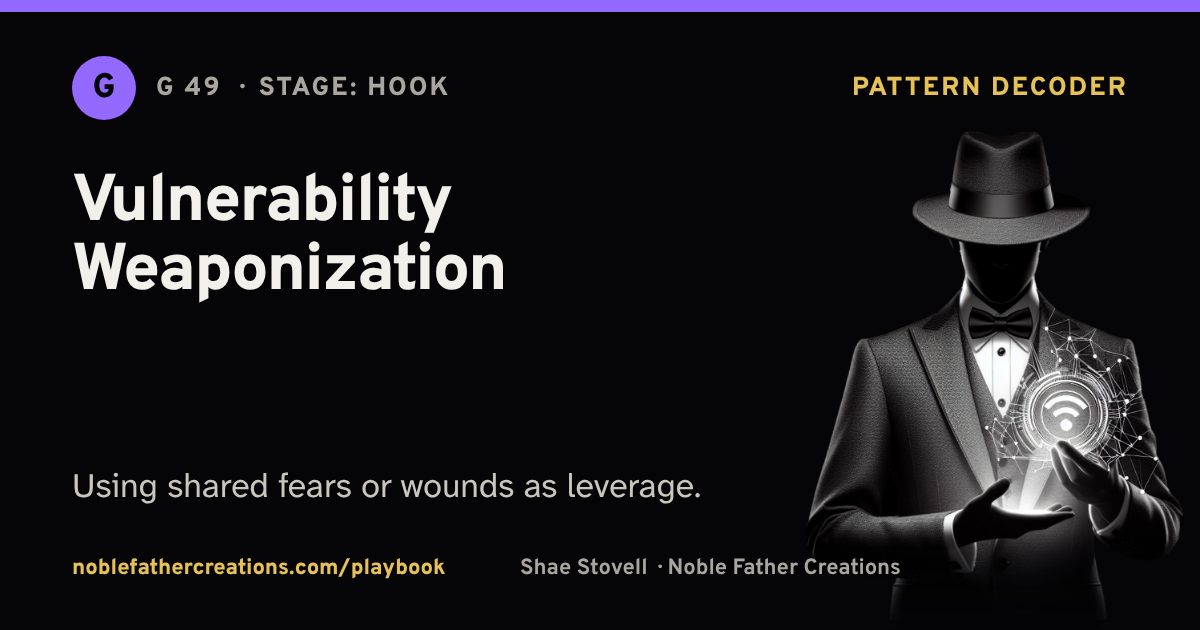 G
G 49 · STAGE: HOOK
PATTERN DECODER
Vulnerability
Weaponization
Using shared fears or wounds as leverage.
noblefathercreations.com/playbook
Shae Stovell · Noble Father Creations